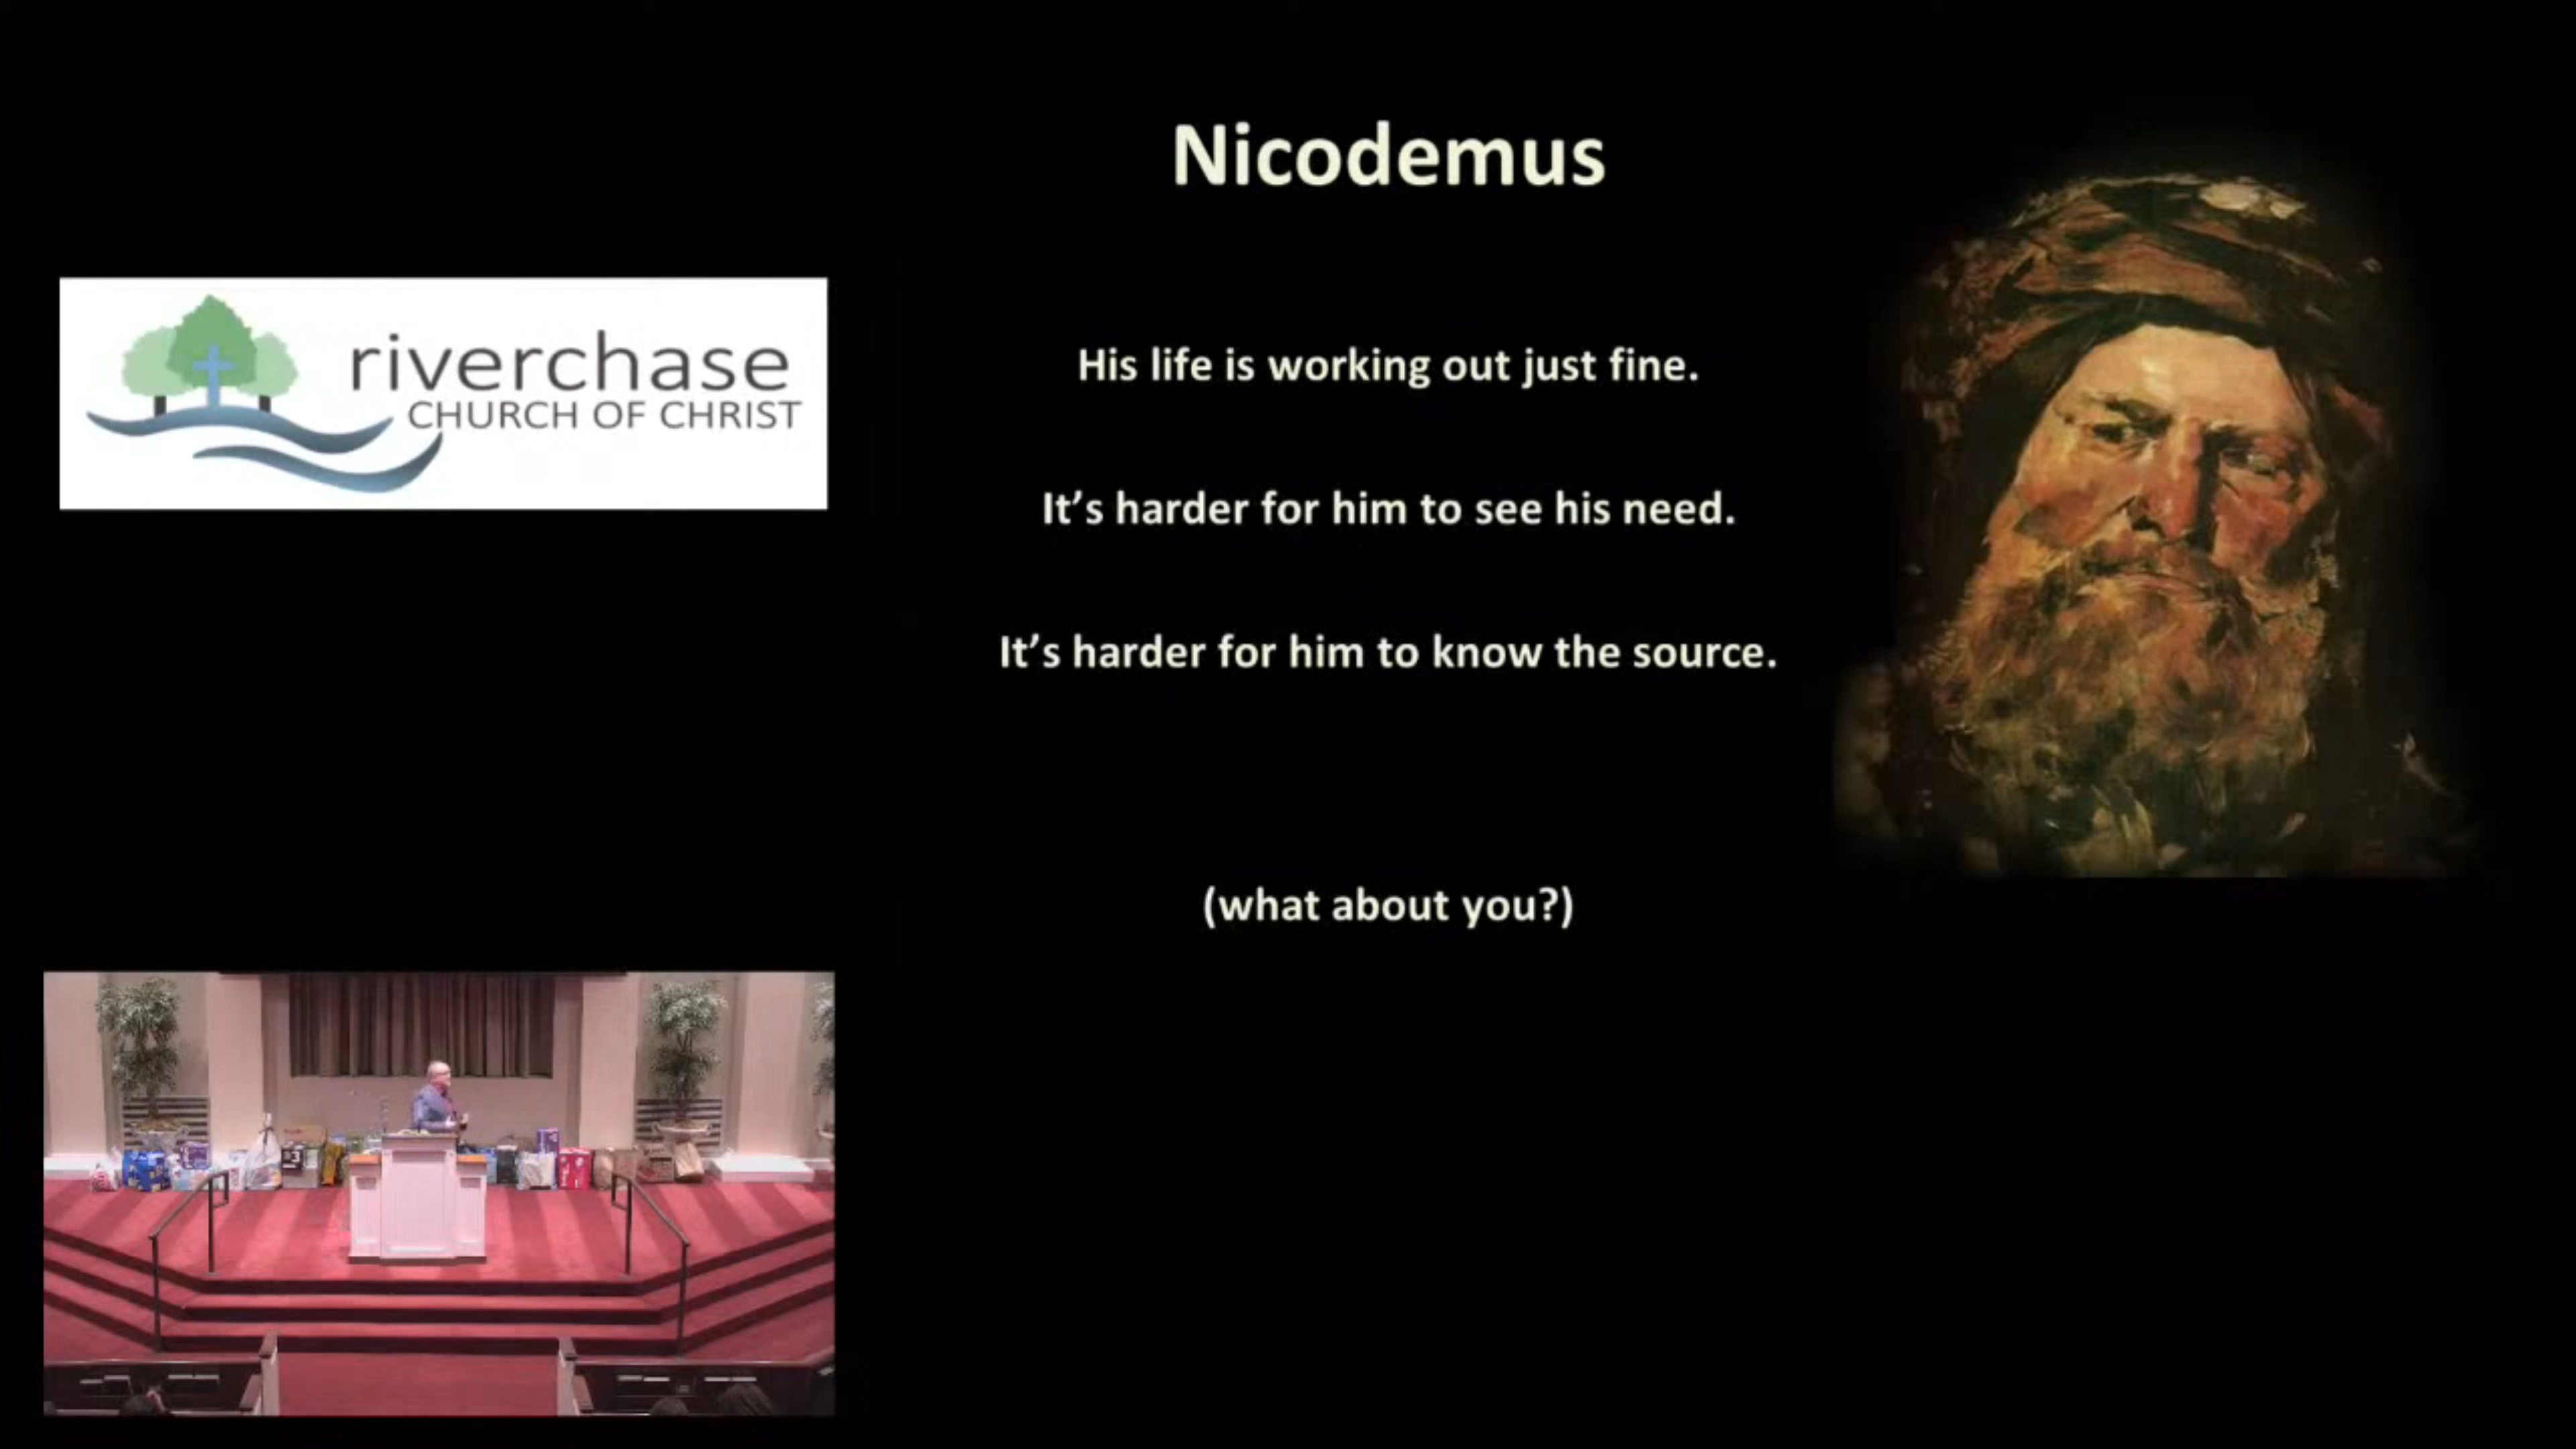 Nicodemus
riverchase
CHURCH OF CHRIST
His life is working out just fine.
It’s harder for him to see his need.
It’s harder for him to know the source.
(what about you?)